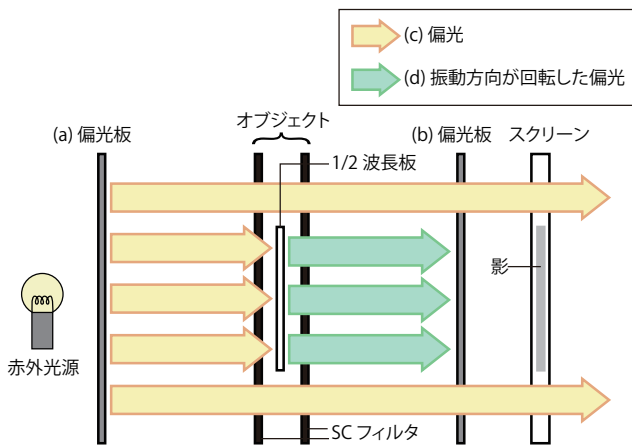 (c) 偏光
(d) 振動方向が回転した偏光
オブジェクト
(a) 偏光板
(b) 偏光板
スクリーン
1/2 波長板
影
赤外光源
SC フィルタ